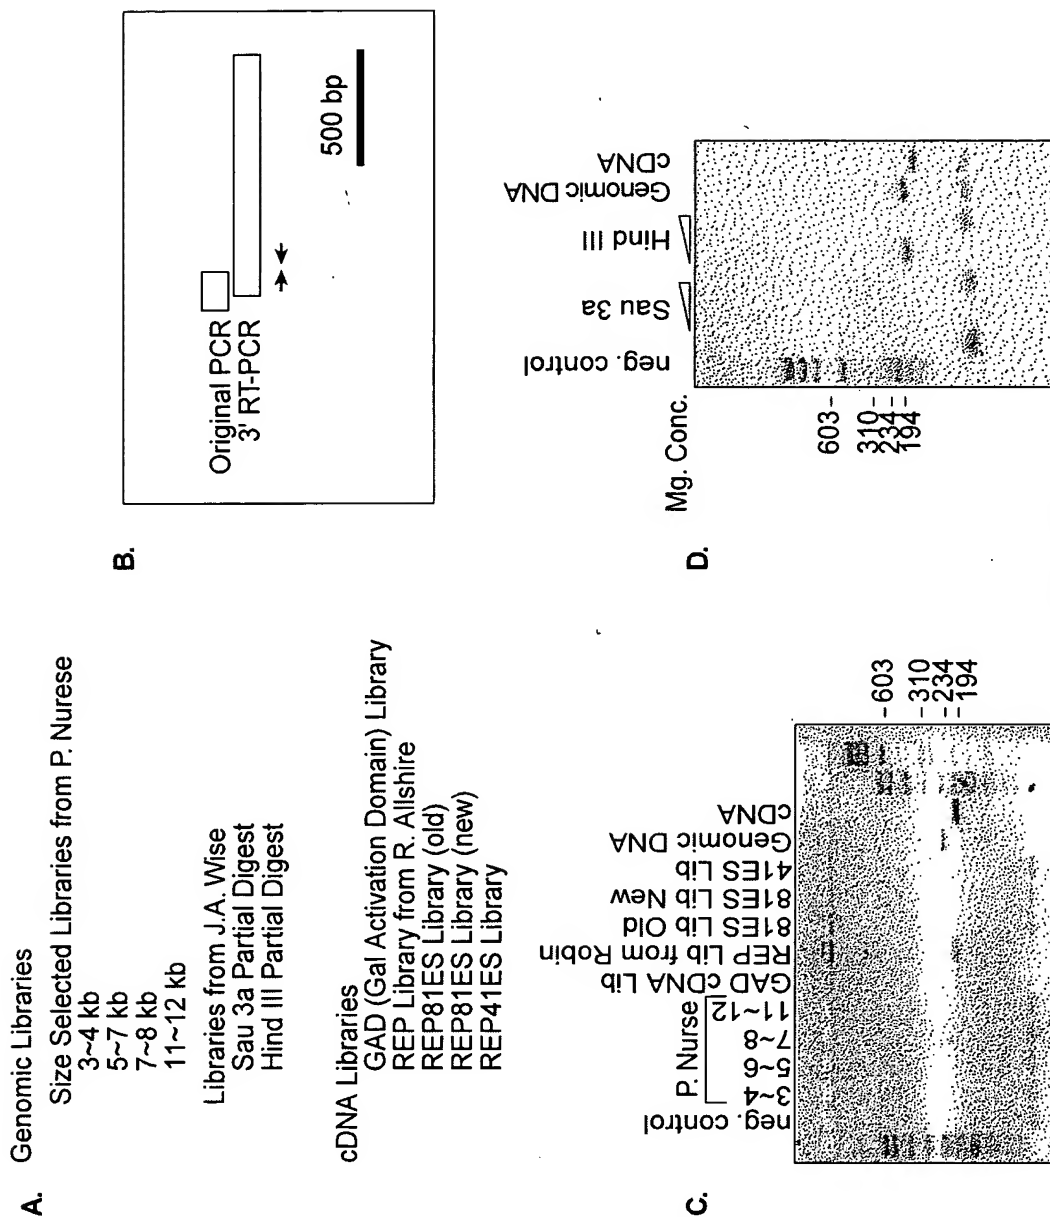 A.
Genomic Libraries
Size Selected Libraries from P. Nurese
3~4 kb
5~7 kb
7~8 kb
11~12 kb
Libraries from J.A. Wise
Sau 3a Partial Digest
Hind III Partial Digest
cDNA Libraries
GAD (Gal Activation Domain) Library
REP Library from R. Allshire
REP81ES Library (old)
REP81ES Library (new)
REP41ES Library
B.
Original PCR
3' RT-PCR
500 bp
C.
neg. control
P. Nurse
3~4
5~6
7~8
11~12
GAD cDNA Lib
REP Lib from Robin
81ES Lib Old
81ES Lib New
41ES Lib
Genomic DNA
cDNA
603
310
234
194
D.
Mg. Conc.
neg. control
Sau 3a
Hind III
Genomic DNA
cDNA
603
310
234
194